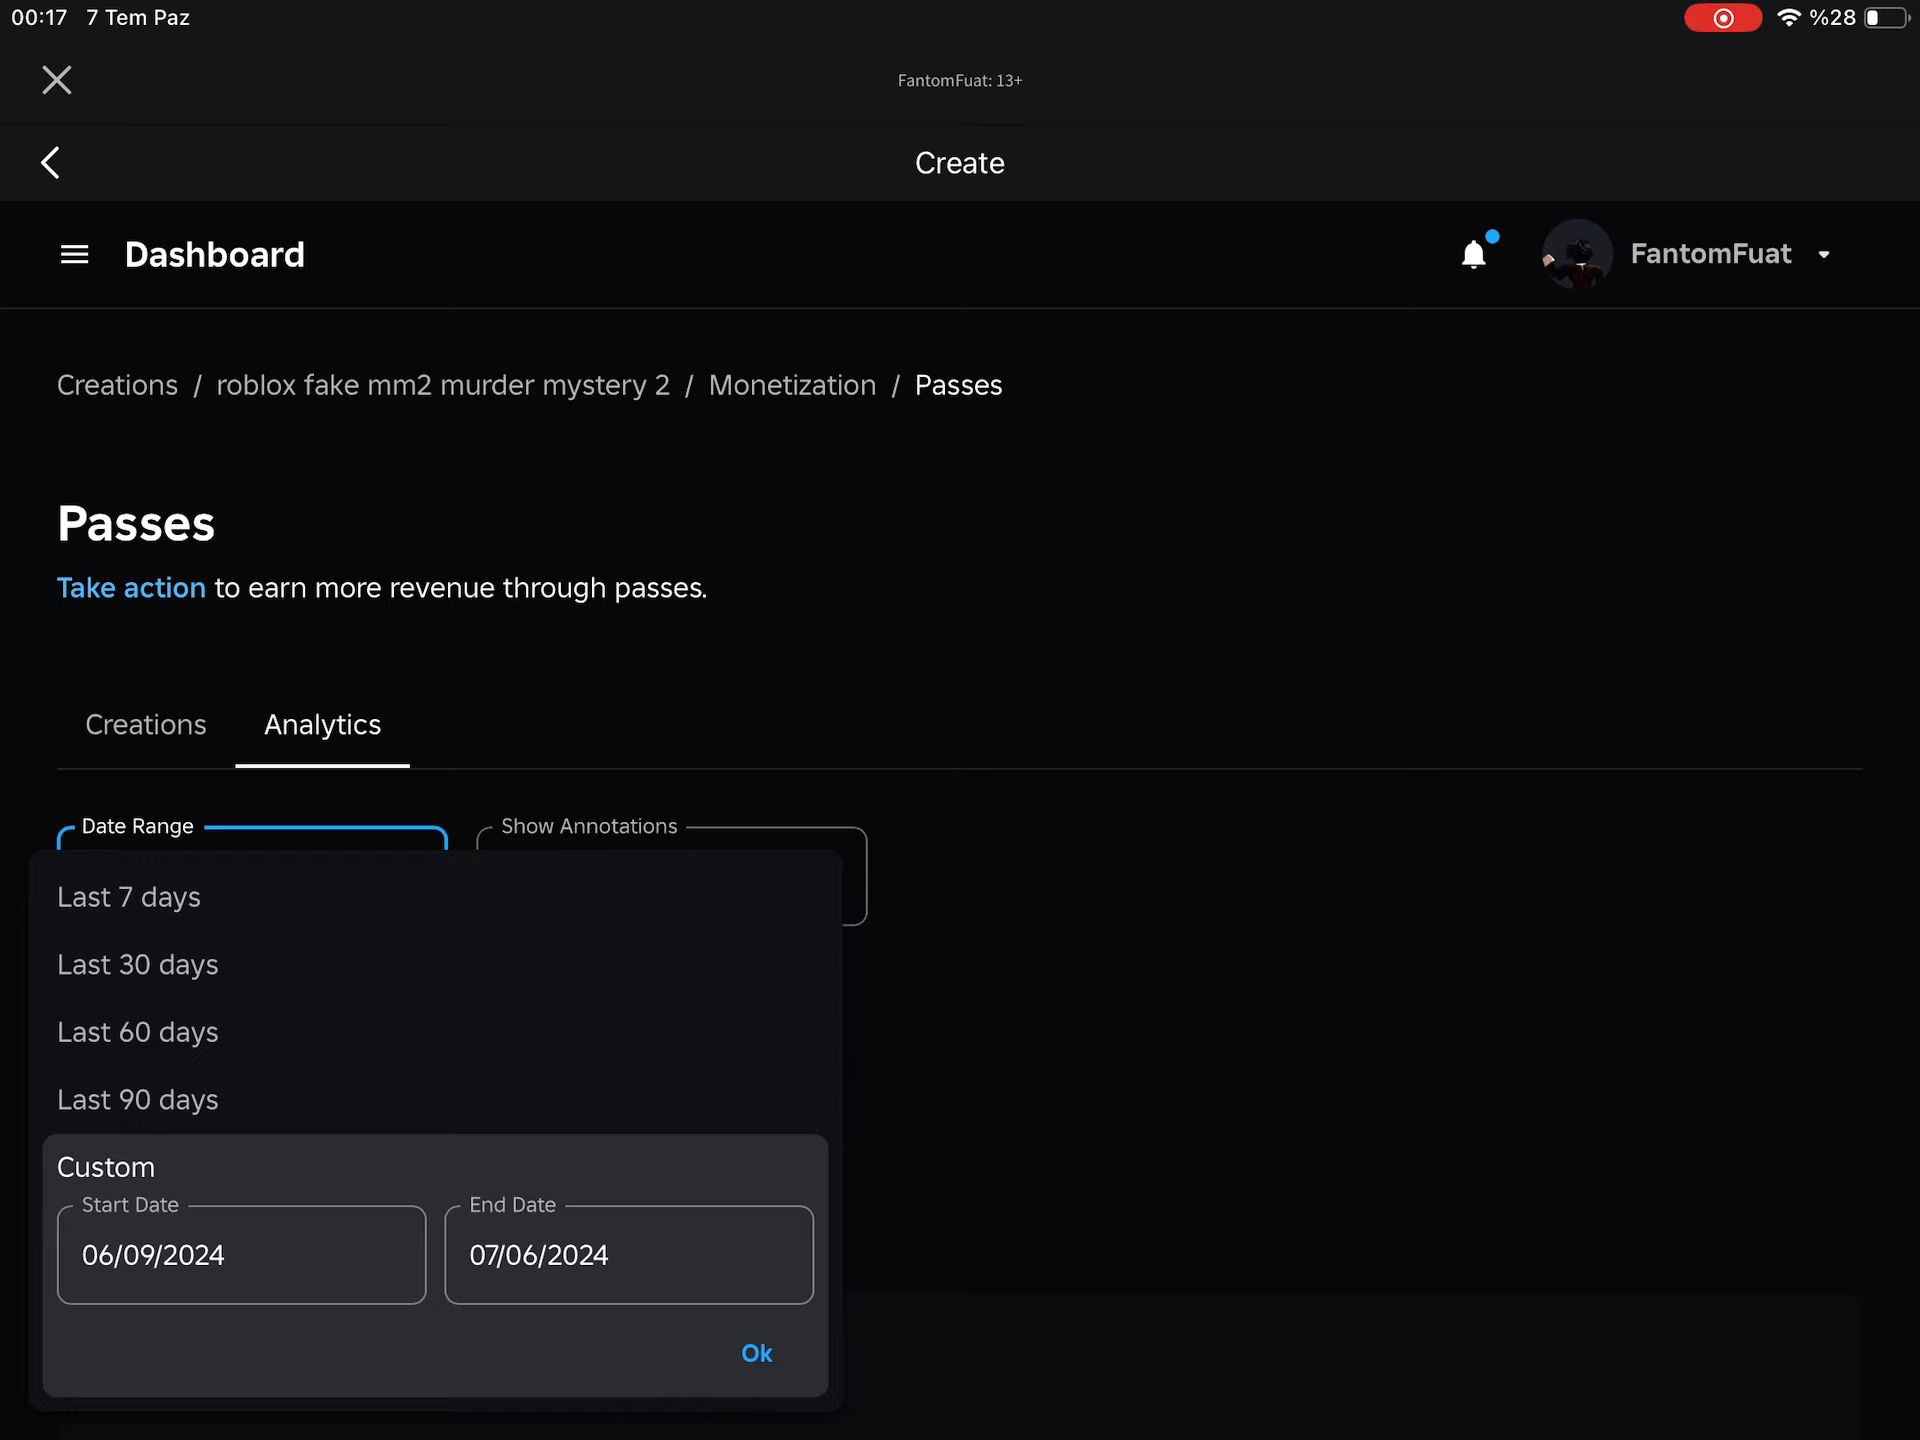 00:17 7 Tem Paz %28
FantomFuat: 13+
Create
Dashboard FantomFuat
Creations / roblox fake mm2 murder mystery 2 / Monetization / Passes
Passes
Take action to earn more revenue through passes.
Creations Analytics
Date Range Show Annotations
Last 7 days
Last 30 days
Last 60 days
Last 90 days
Custom
Start Date End Date
06/09/2024 07/06/2024
Ok